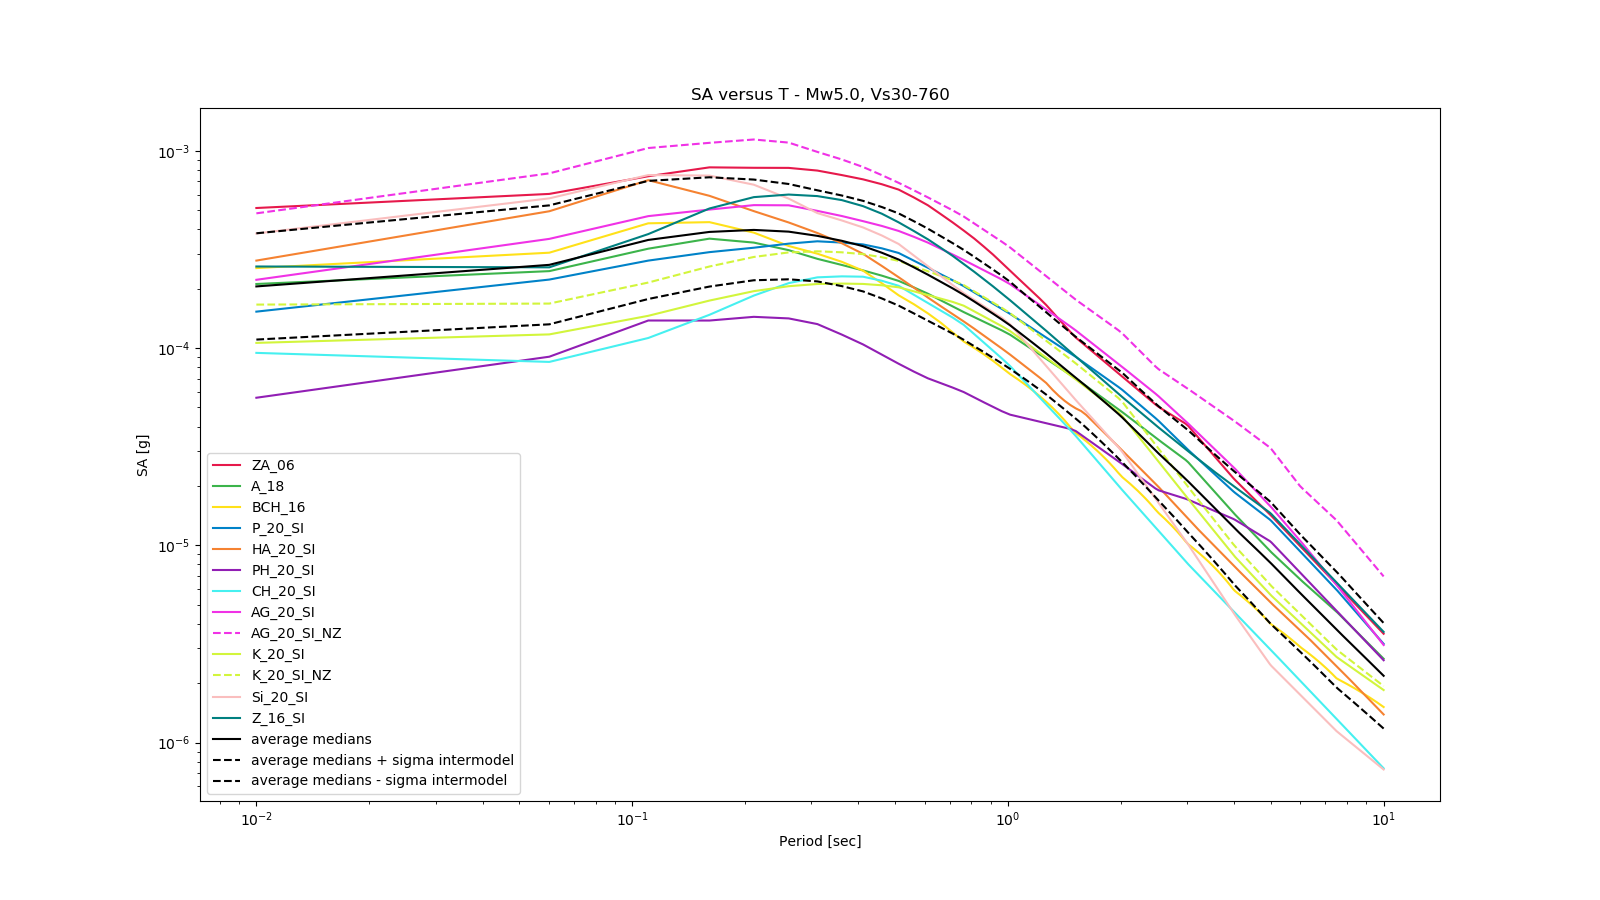 SA versus T - Mw5.0, Vs30-760
10⁻³
10⁻⁴
10⁻⁵
10⁻⁶
SA [g]
ZA_06
A_18
BCH_16
P_20_SI
HA_20_SI
PH_20_SI
CH_20_SI
AG_20_SI
AG_20_SI_NZ
K_20_SI
K_20_SI_NZ
Si_20_SI
Z_16_SI
average medians
average medians + sigma intermodel
average medians - sigma intermodel
10⁻² 10⁻¹ 10⁰ 10¹
Period [sec]